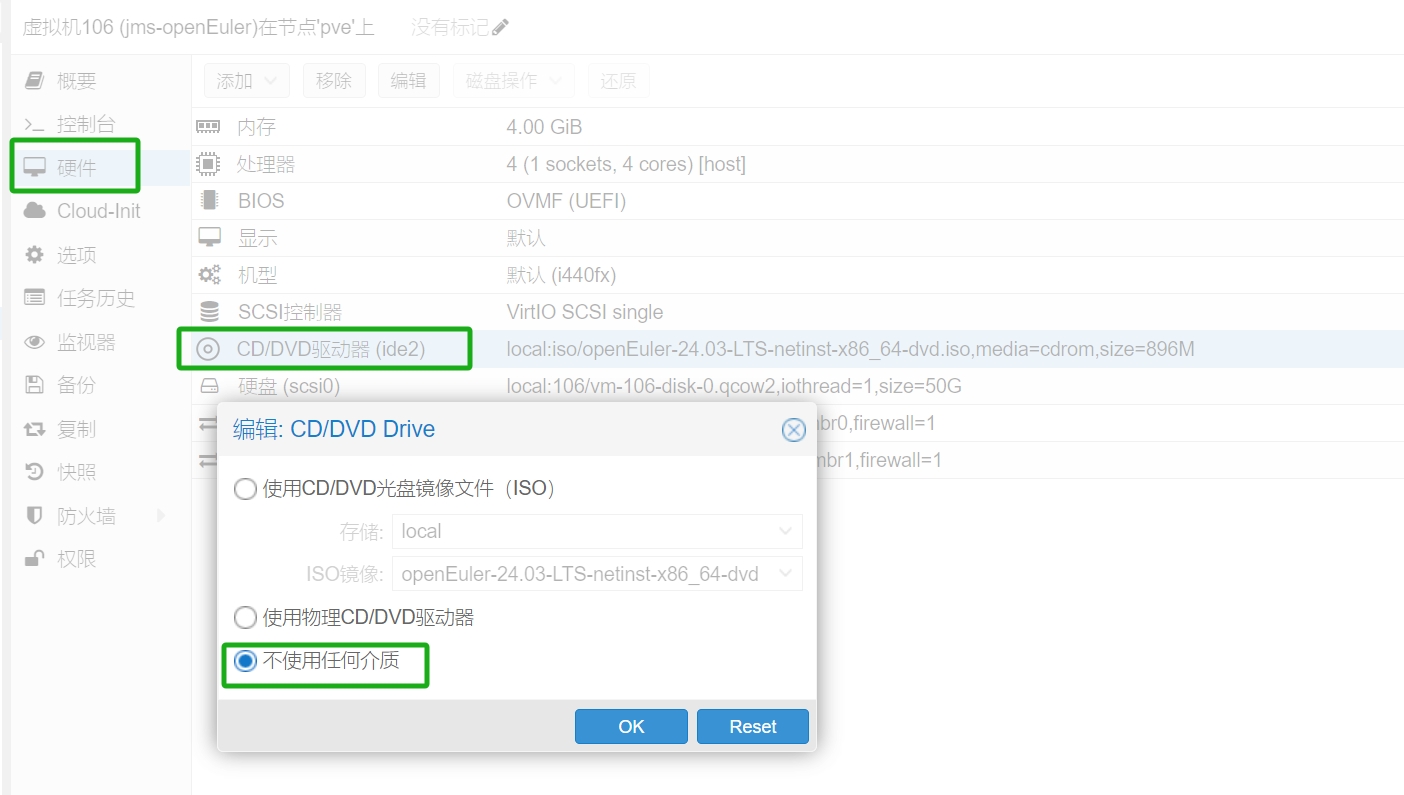 虚拟机106 (jms-openEuler)在节点'pve'上 没有标记
概要
控制台
硬件
Cloud-Init
选项
任务历史
监视器
备份
复制
快照
防火墙
权限
添加 移除 编辑 磁盘操作 还原
内存 4.00 GiB
处理器 4 (1 sockets, 4 cores) [host]
BIOS OVMF (UEFI)
显示 默认
机型 默认 (i440fx)
SCSI控制器 VirtIO SCSI single
CD/DVD驱动器 (ide2) local:iso/openEuler-24.03-LTS-netinst-x86_64-dvd.iso,media=cdrom,size=896M
硬盘 (scsi0) local:106/vm-106-disk-0.qcow2,iothread=1,size=50G
mbr0,firewall=1
mbr1,firewall=1
编辑: CD/DVD Drive
使用CD/DVD光盘镜像文件（ISO）
存储: local
ISO镜像: openEuler-24.03-LTS-netinst-x86_64-dvd
使用物理CD/DVD驱动器
不使用任何介质
OK Reset